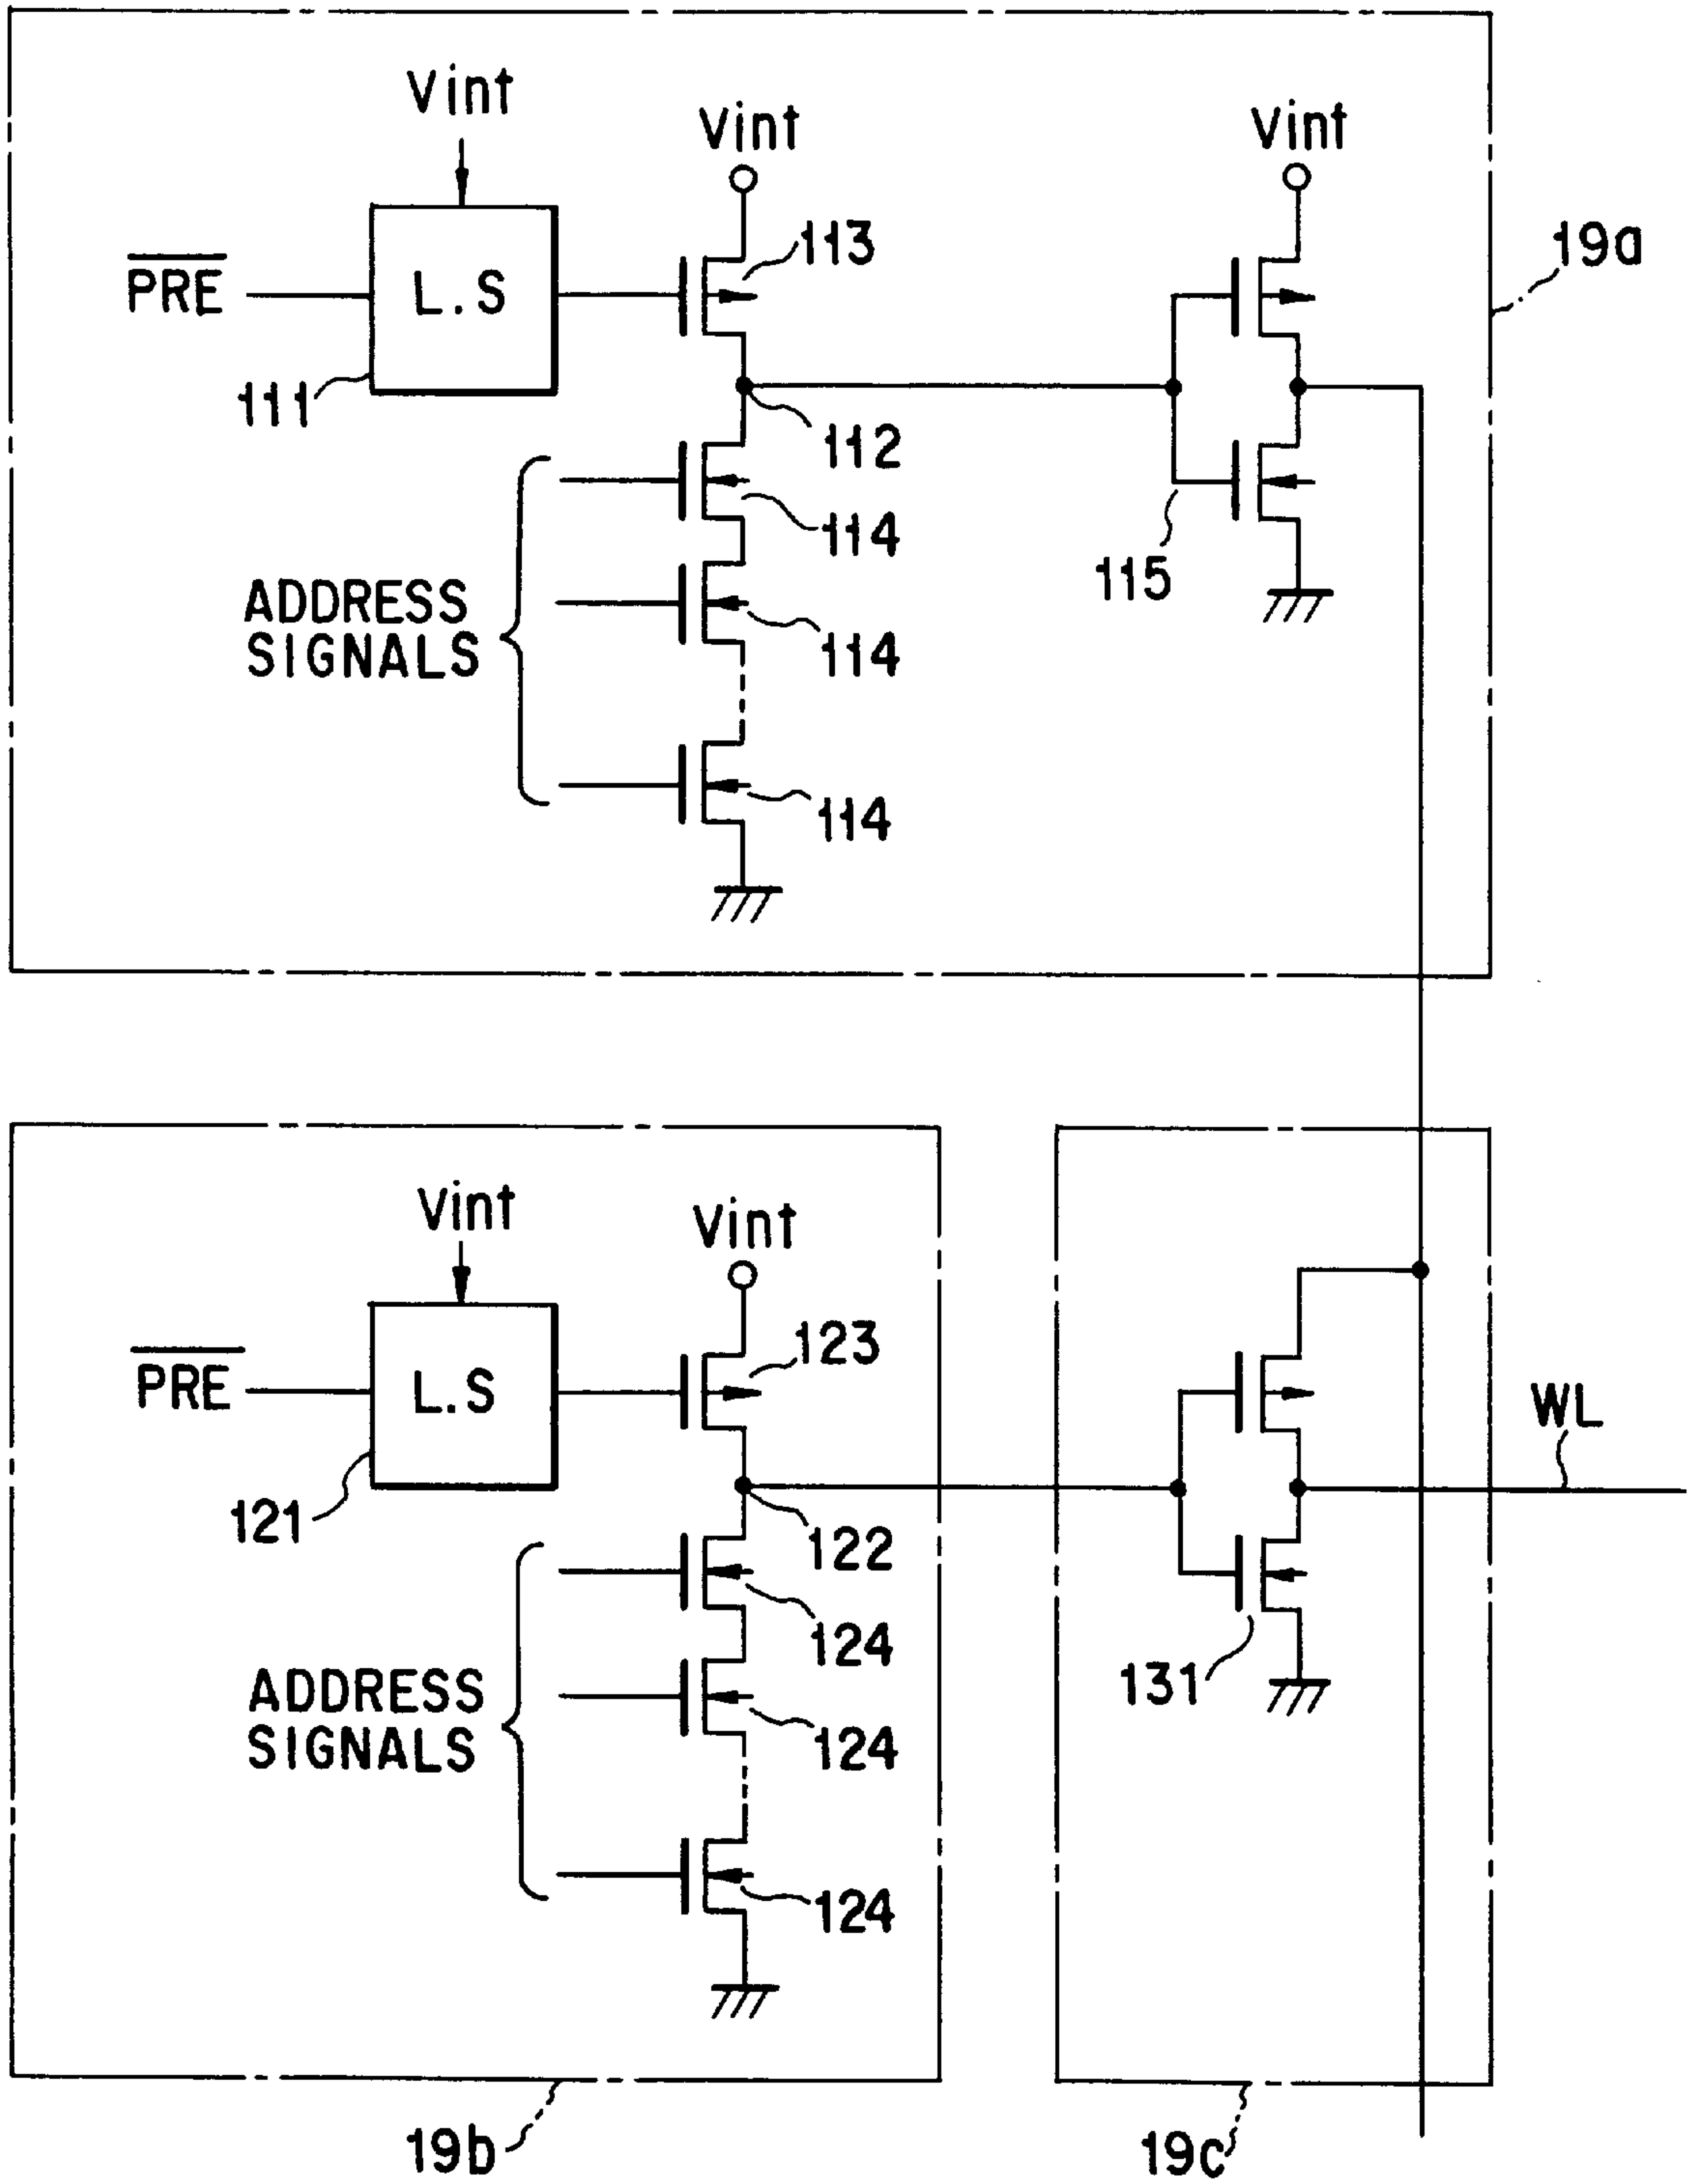 Vint
Vint
Vint
113
19a
PRE
L.S
111
112
114
115
ADDRESS
SIGNALS
114
114
Vint
Vint
123
PRE
L.S
WL
121
122
124
131
ADDRESS
SIGNALS
124
124
19b
19c